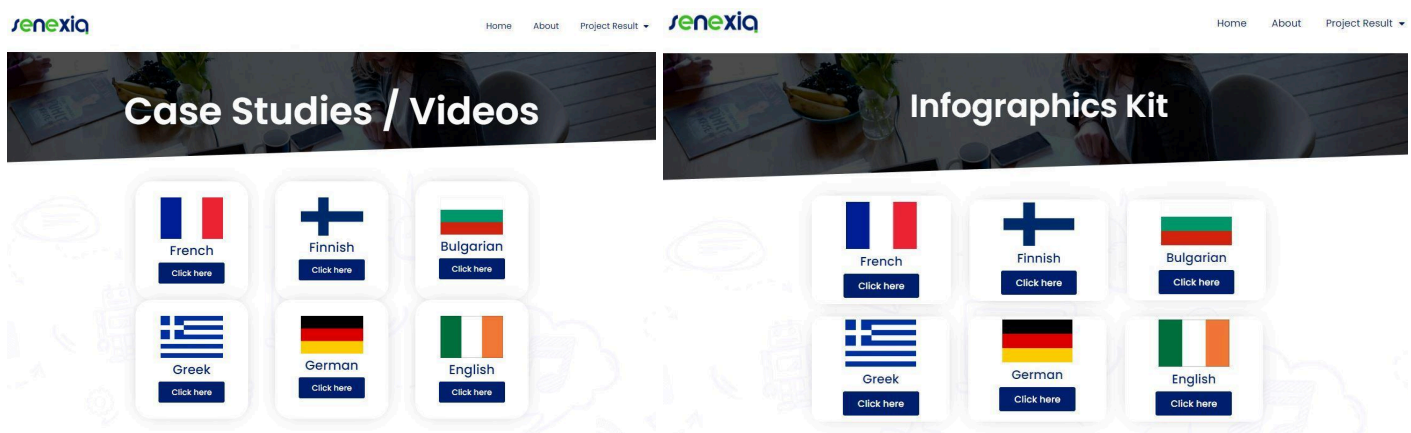 senexiq
Home About Project Result
Case Studies / Videos
French
Click here
Finnish
Click here
Bulgarian
Click here
Greek
Click here
German
Click here
English
Click here
senexiq
Home About Project Result
Infographics Kit
French
Click here
Finnish
Click here
Bulgarian
Click here
Greek
Click here
German
Click here
English
Click here